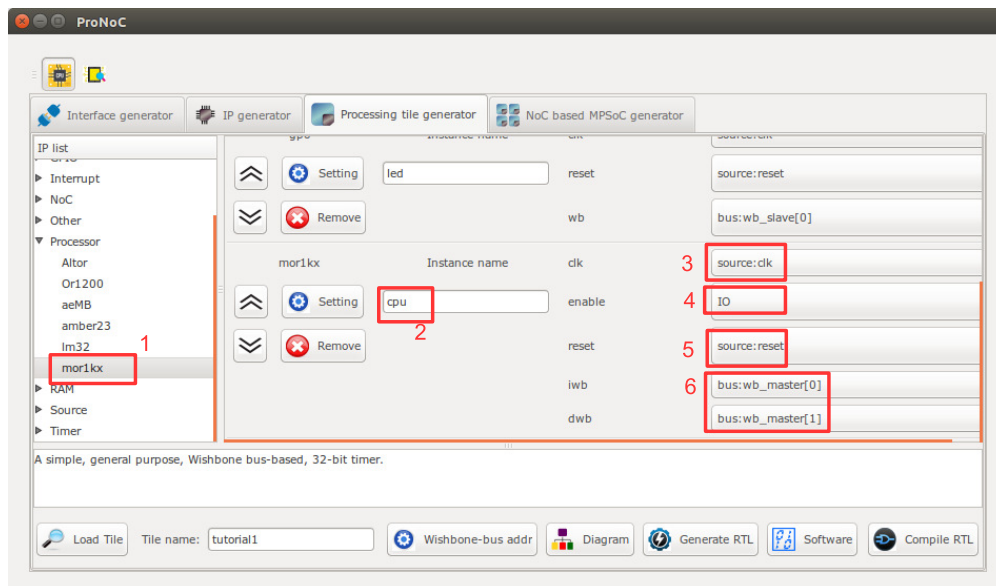 ProNoC
Interface generator
IP generator
Processing tile generator
NoC based MPSoC generator
IP list
Interrupt
NoC
Other
Processor
Altor
Or1200
aeMB
amber23
lm32
mor1kx
RAM
Source
Timer
1
Setting
led
reset
source:reset
Remove
wb
bus:wb_slave[0]
mor1kx
Instance name
clk
3
source:clk
Setting
cpu
2
enable
4
IO
Remove
reset
5
source:reset
iwb
6
bus:wb_master[0]
dwb
bus:wb_master[1]
A simple, general purpose, Wishbone bus-based, 32-bit timer.
Load Tile
Tile name:
tutorial1
Wishbone-bus addr
Diagram
Generate RTL
Software
Compile RTL